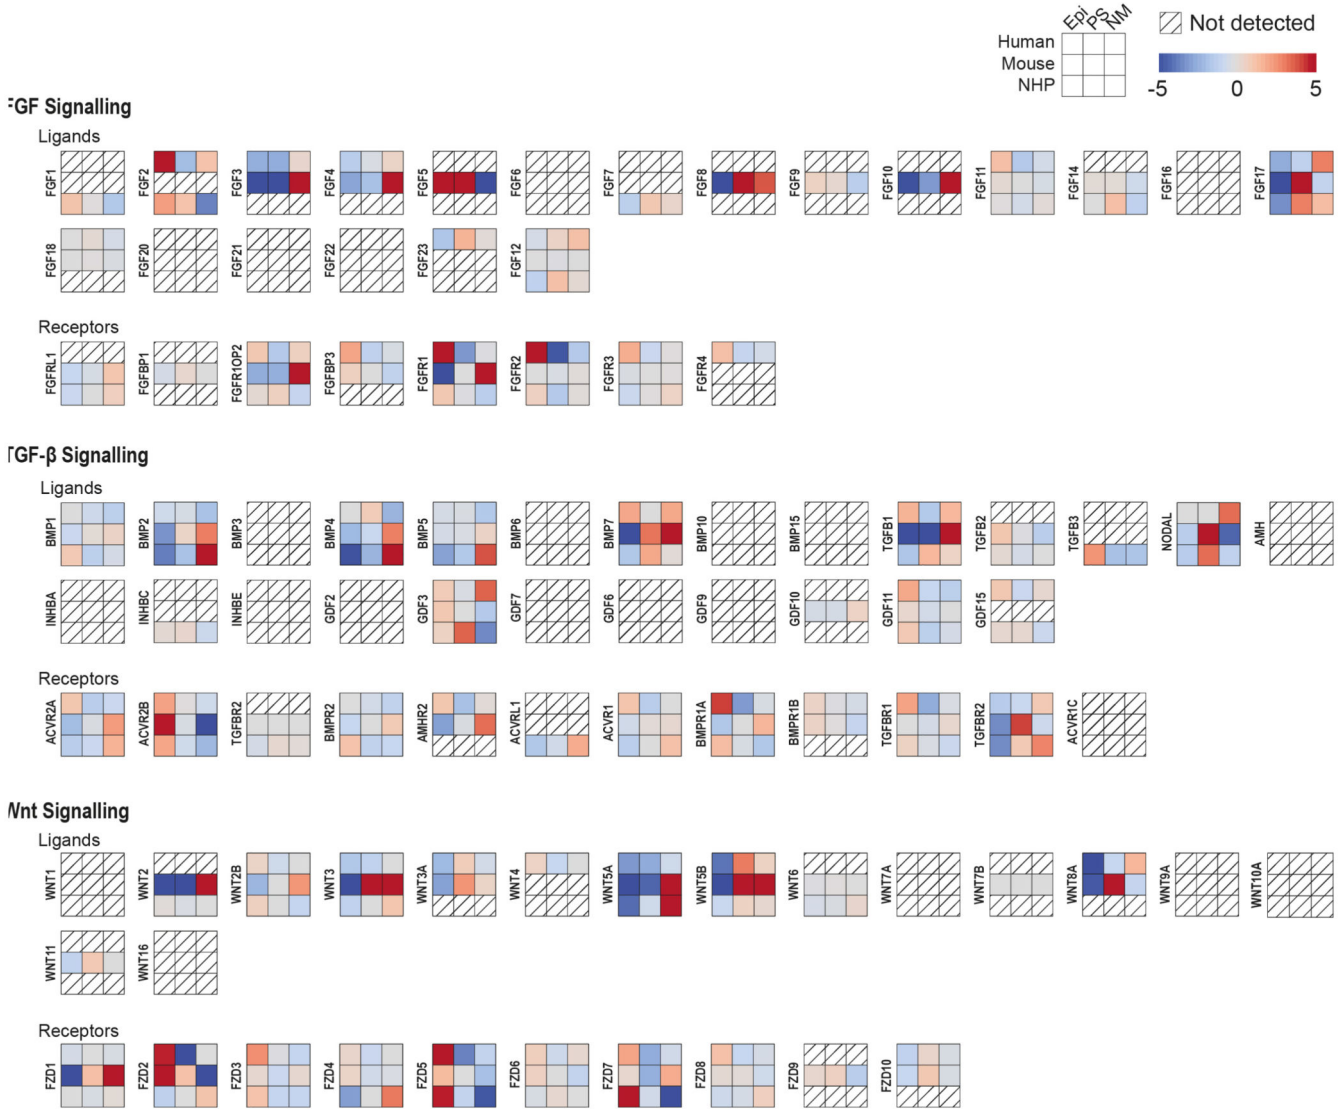 Epi PS NM
Human
Mouse
NHP
Not detected
-5 0 5
FGF Signalling
Ligands
FGF1 FGF2 FGF3 FGF4 FGF5 FGF6 FGF7 FGF8 FGF9 FGF10 FGF11 FGF14 FGF16 FGF17
FGF18 FGF20 FGF21 FGF22 FGF23 FGF12
Receptors
FGFRL1 FGFBP1 FGFR1OP2 FGFBP3 FGFR1 FGFR2 FGFR3 FGFR4
TGF-β Signalling
Ligands
BMP1 BMP2 BMP3 BMP4 BMP5 BMP6 BMP7 BMP10 BMP15 TGFB1 TGFB2 TGFB3 NODAL AMH
INHBA INHBC INHBE GDF2 GDF3 GDF7 GDF6 GDF9 GDF10 GDF11 GDF15
Receptors
ACVR2A ACVR2B TGFBR2 BMPR2 AMHR2 ACVRL1 ACVR1 BMPR1A BMPR1B TGFBR1 TGFBR2 ACVR1C
Wnt Signalling
Ligands
WNT1 WNT2 WNT2B WNT3 WNT3A WNT4 WNT5A WNT5B WNT6 WNT7A WNT7B WNT8A WNT9A WNT10A
WNT11 WNT16
Receptors
FZD1 FZD2 FZD3 FZD4 FZD5 FZD6 FZD7 FZD8 FZD9 FZD10